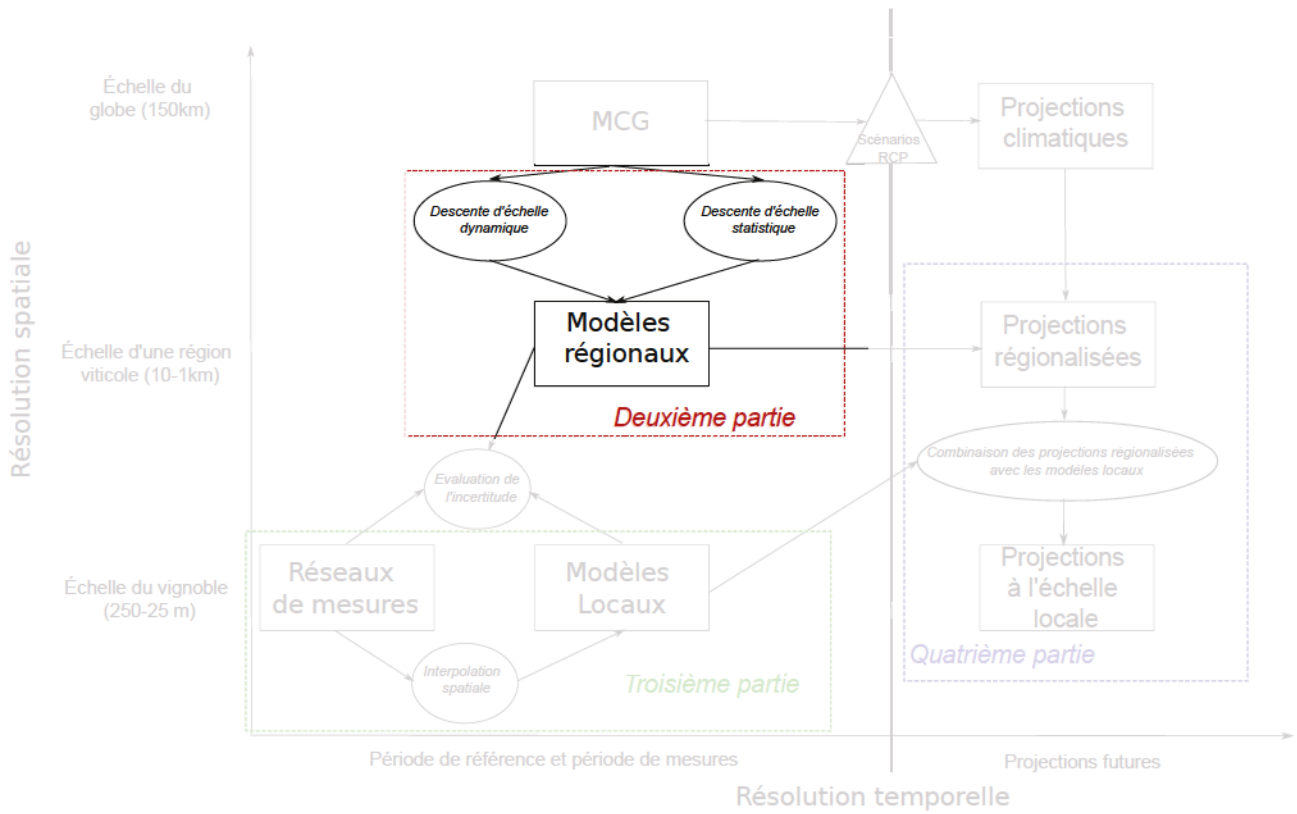 Échelle du
globe (150km)
MCG
Scénarios
RCP
Projections
climatiques
Descente d'échelle
dynamique
Descente d'échelle
statistique
Résolution spatiale
Échelle d'une région
viticole (10-1km)
Modèles
régionaux
Projections
régionalisées
Deuxième partie
Combinaison des projections régionalisées
avec les modèles locaux
Evaluation de
l'incertitude
Échelle du vignoble
(250-25 m)
Réseaux
de mesures
Modèles
Locaux
Projections
à l'échelle
locale
Interpolation
spatiale
Troisième partie
Quatrième partie
Période de référence et période de mesures
Projections futures
Résolution temporelle